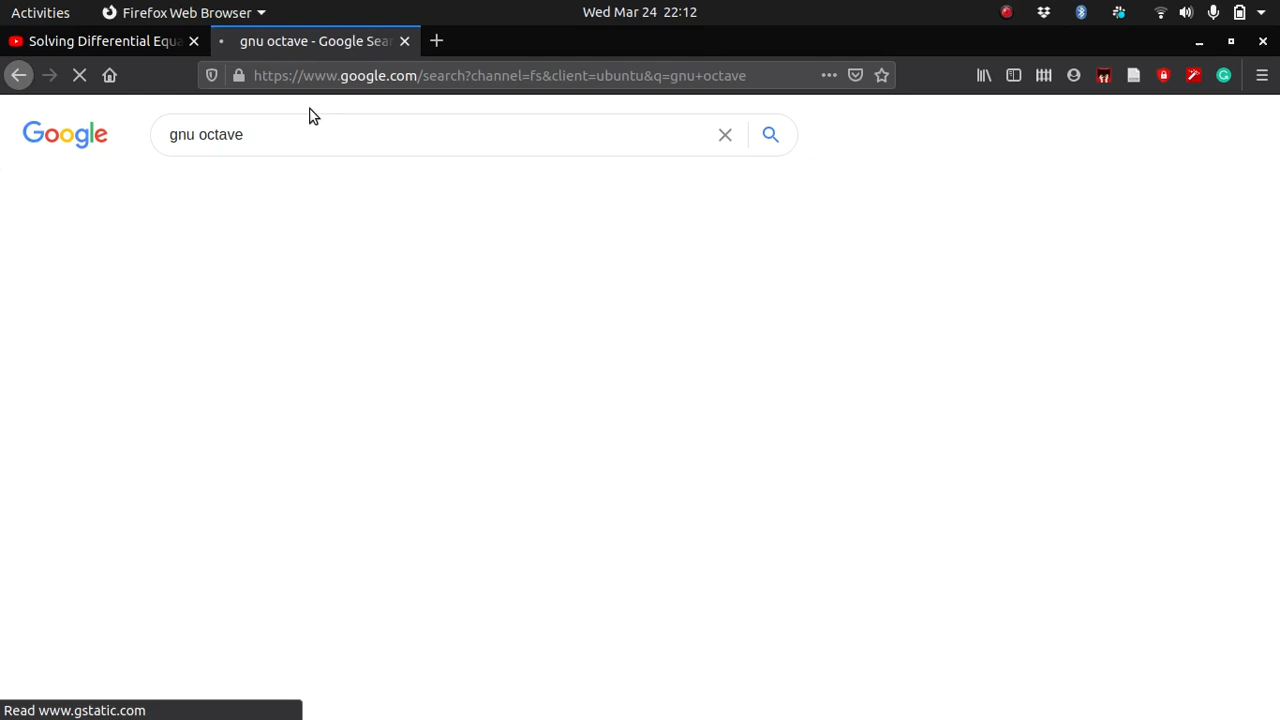 Activities Firefox Web Browser Wed Mar 24 22:12
Solving Differential Equa gnu octave - Google Sear
https://www.google.com/search?channel=fs&client=ubuntu&q=gnu+octave
Google gnu octave
Read www.gstatic.com